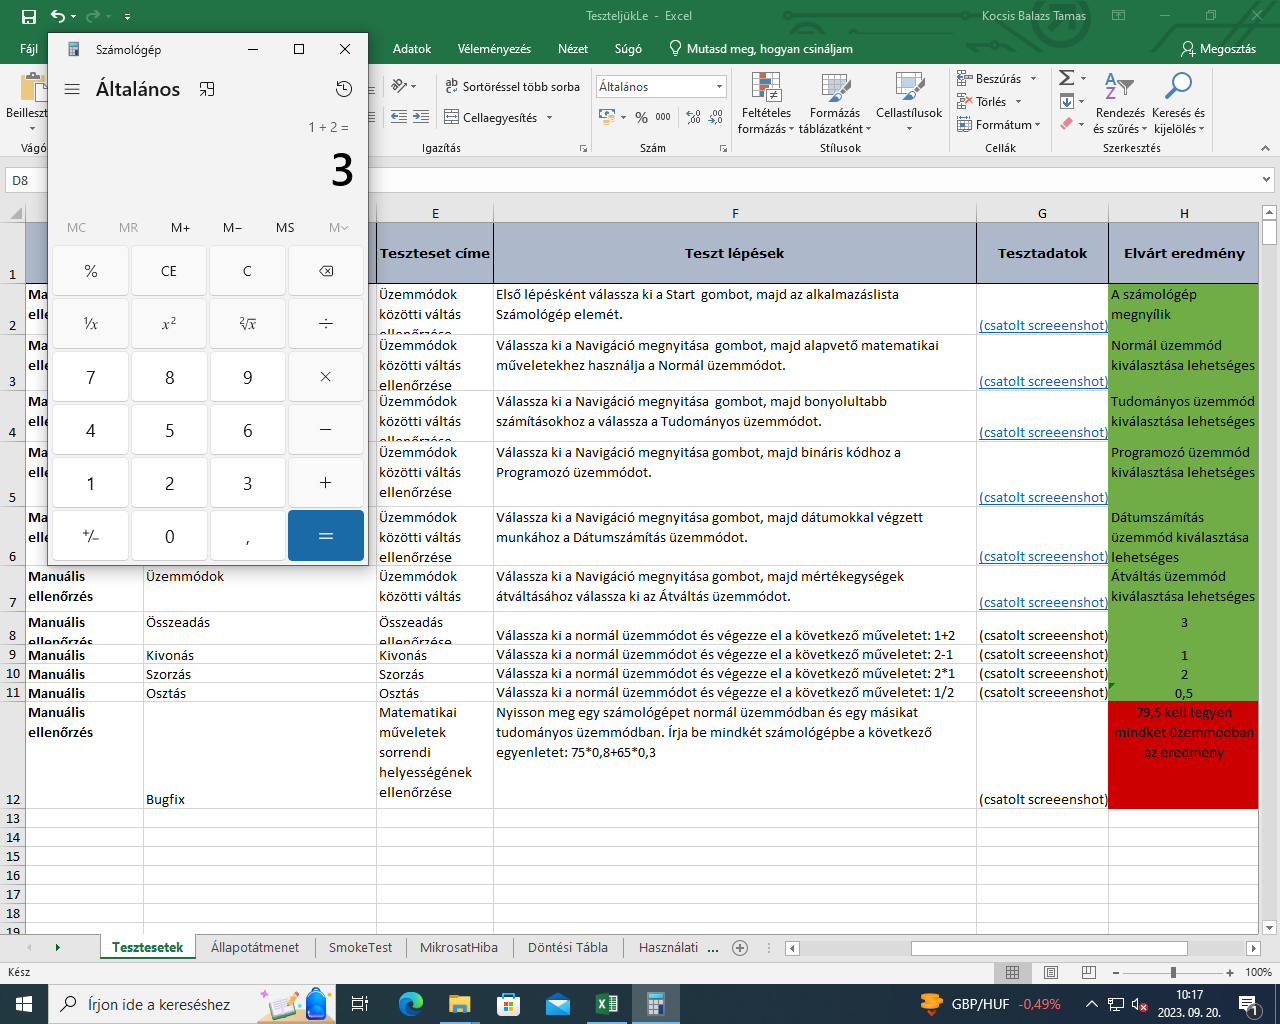 TeszteljükLe - Excel
Kocsis Balazs Tamas
Fájl
Adatok
Véleményezés
Nézet
Súgó
Mutasd meg, hogyan csináljam
Megosztás
Számológép
Általános
1 + 2 =
3
MC MR M+ M− MS M
% CE C
¹/x x² ²√x ÷
7 8 9 ×
4 5 6 −
1 2 3 +
+/− 0 , =
Sortöréssel több sorba
Cellaegyesítés
Igazítás
Általános
% 000
Szám
Feltételes formázás
Formázás táblázatként
Cellastílusok
Stílusok
Beszúrás
Törlés
Formátum
Cellák
Rendezés és szűrés
Keresés és kijelölés
Szerkesztés
D8
E F G H
1 Teszteset címe Teszt lépések Tesztadatok Elvárt eredmény
2 Üzemmódok közötti váltás ellenőrzése
Első lépésként válassza ki a Start gombot, majd az alkalmazáslista
Számológép elemét.
(csatolt screeenshot)
A számológép megnyílik
3 Üzemmódok közötti váltás ellenőrzése
Válassza ki a Navigáció megnyitása gombot, majd alapvető matematikai
műveletekhez használja a Normál üzemmódot.
(csatolt screeenshot)
Normál üzemmód kiválasztása lehetséges
4 Üzemmódok közötti váltás ellenőrzése
Válassza ki a Navigáció megnyitása gombot, majd bonyolultabb
számításokhoz a válassza a Tudományos üzemmódot.
(csatolt screeenshot)
Tudományos üzemmód kiválasztása lehetséges
5 Üzemmódok közötti váltás ellenőrzése
Válassza ki a Navigáció megnyitása gombot, majd bináris kódhoz a
Programozó üzemmódot.
(csatolt screeenshot)
Programozó üzemmód kiválasztása lehetséges
6 Üzemmódok közötti váltás ellenőrzése
Válassza ki a Navigáció megnyitása gombot, majd dátumokkal végzett
munkához a Dátumszámítás üzemmódot.
(csatolt screeenshot)
Dátumszámítás üzemmód kiválasztása lehetséges
7 Manuális ellenőrzés Üzemmódok Üzemmódok közötti váltás
Válassza ki a Navigáció megnyitása gombot, majd mértékegységek
átváltásához válassza ki az Átváltás üzemmódot.
(csatolt screeenshot)
Átváltás üzemmód kiválasztása lehetséges
8 Manuális ellenőrzés Összeadás Összeadás ellenőrzése Válassza ki a normál üzemmódot és végezze el a következő műveletet: 1+2 (csatolt screeenshot) 3
9 Manuális Kivonás Kivonás Válassza ki a normál üzemmódot és végezze el a következő műveletet: 2-1 (csatolt screeenshot) 1
10 Manuális Szorzás Szorzás Válassza ki a normál üzemmódot és végezze el a következő műveletet: 2*1 (csatolt screeenshot) 2
11 Manuális Osztás Osztás Válassza ki a normál üzemmódot és végezze el a következő műveletet: 1/2 (csatolt screeenshot) 0,5
12 Manuális ellenőrzés Bugfix
Matematikai műveletek sorrendi helyességének ellenőrzése
Nyisson meg egy számológépet normál üzemmódban és egy másikat
tudományos üzemmódban. Írja be mindkét számológépbe a következő
egyenletet: 75*0,8+65*0,3
(csatolt screeenshot)
79,5 kell legyen mindkét üzemmódban az eredmény
13
14
15
16
17
18
19
Tesztesetek Állapotátmenet SmokeTest MikrosatHiba Döntési Tábla Használati ...
Kész
100%
Írjon ide a kereséshez
GBP/HUF -0,49%
10:17
2023. 09. 20.
1